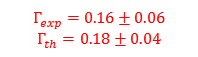 Γ_exp = 0.16 ± 0.06
Γ_th = 0.18 ± 0.04